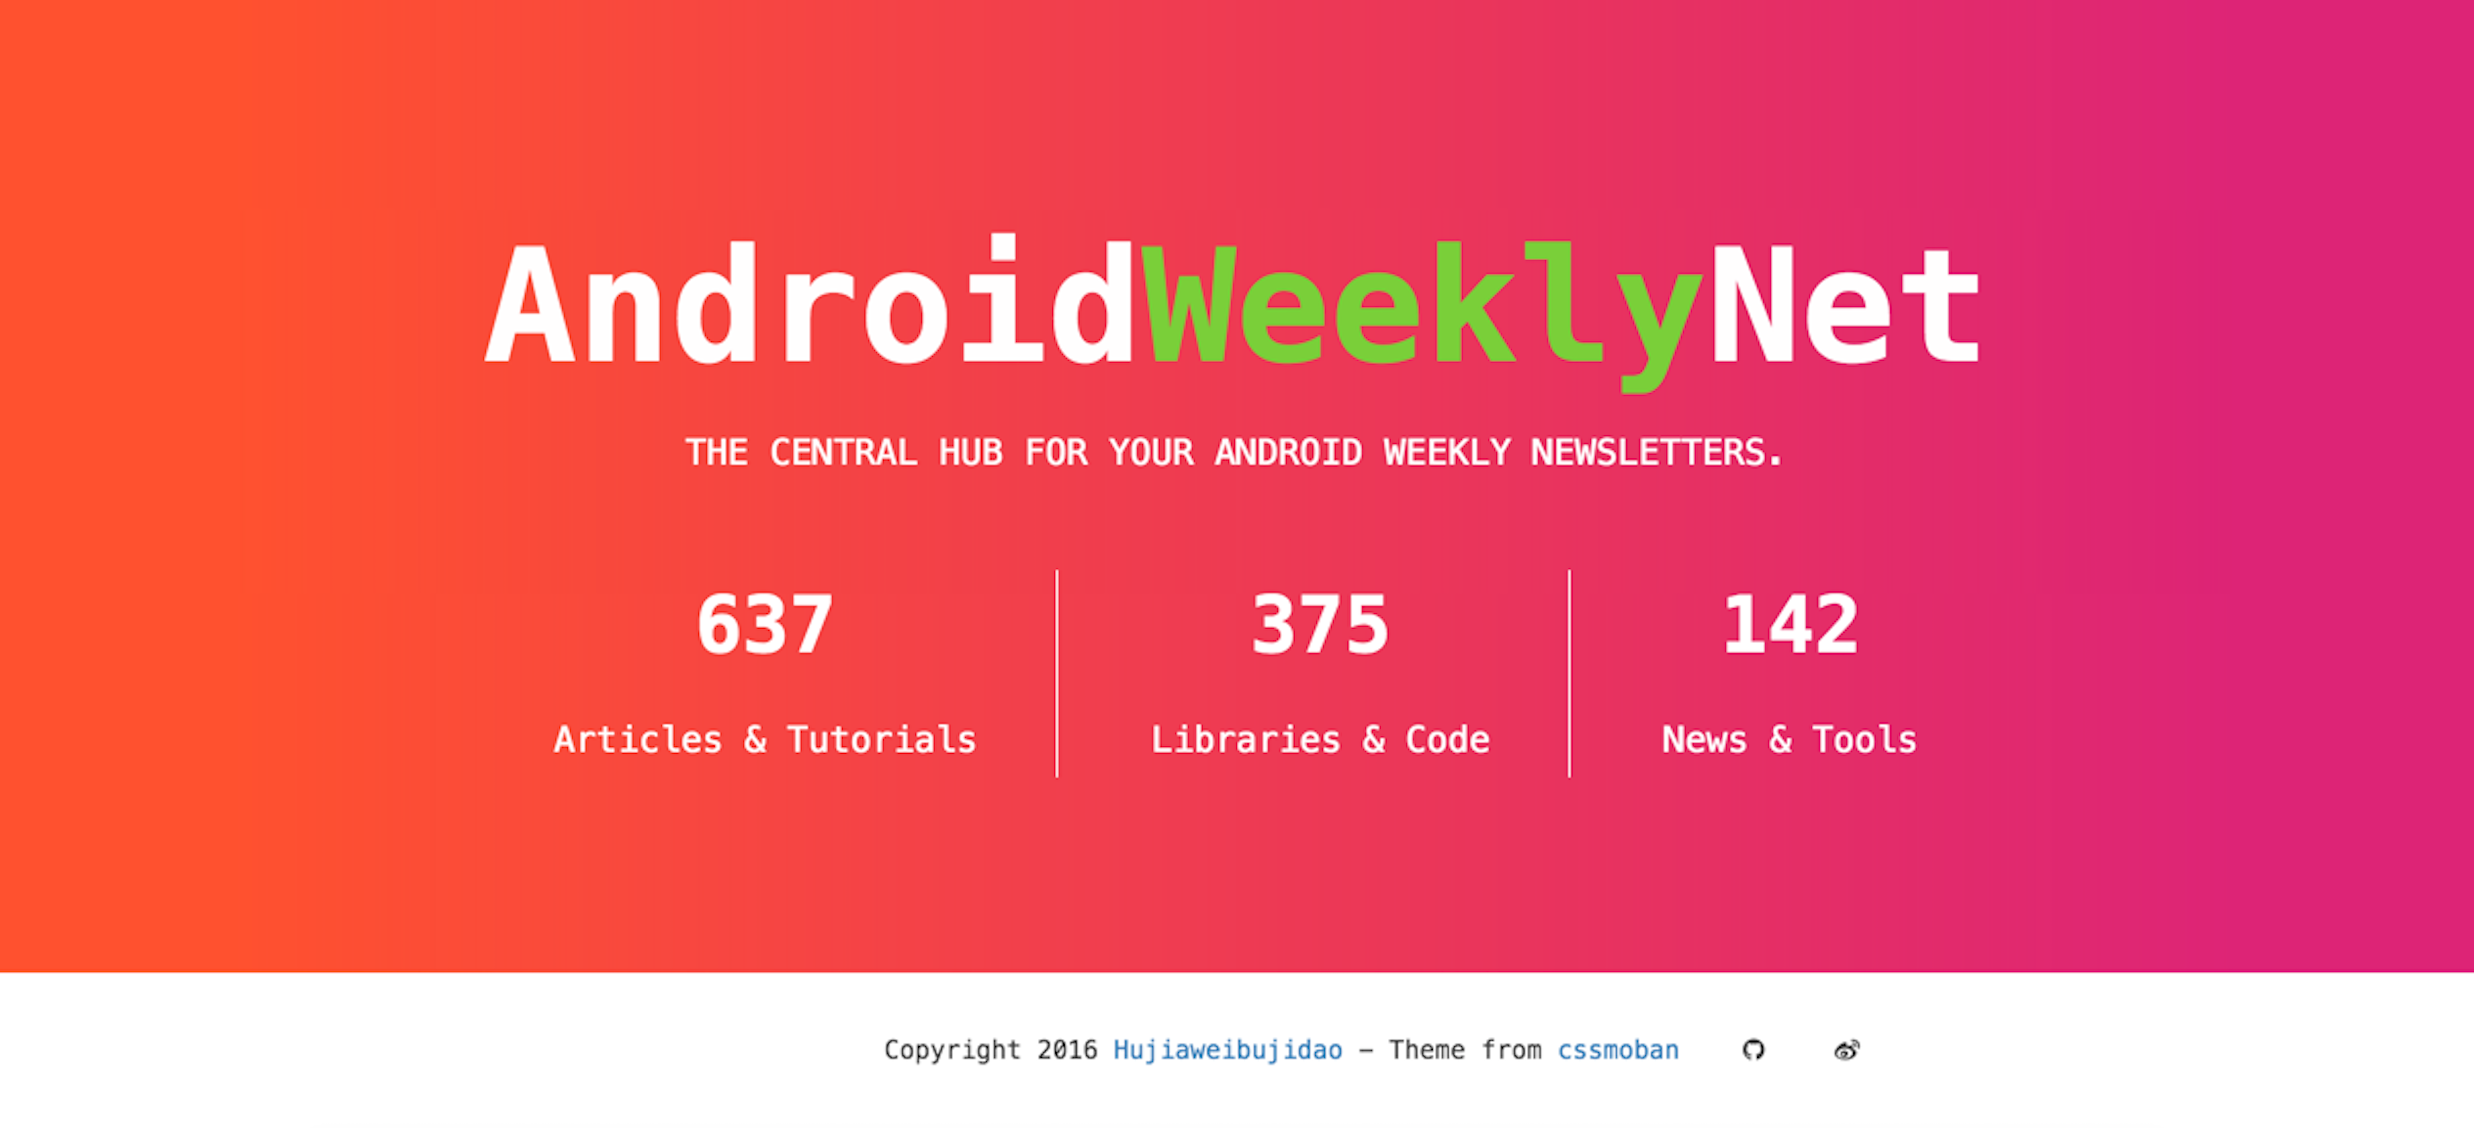 AndroidWeeklyNet
THE CENTRAL HUB FOR YOUR ANDROID WEEKLY NEWSLETTERS.
637
375
142
Articles & Tutorials
Libraries & Code
News & Tools
Copyright 2016 Hujiaweibujidao — Theme from cssmoban